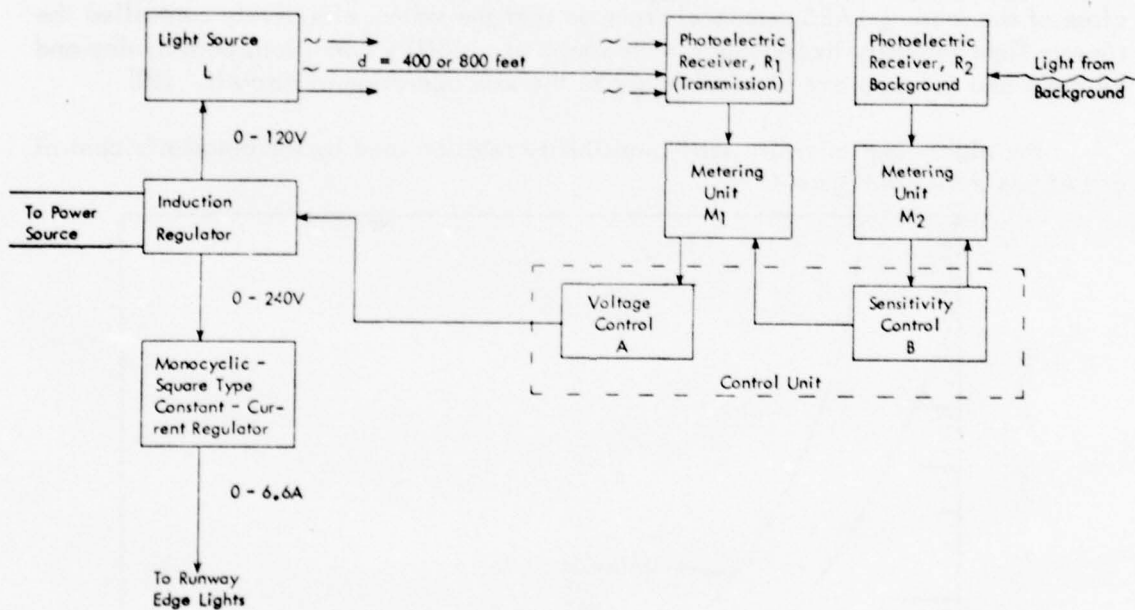 Light Source
L
d = 400 or 800 feet
Photoelectric
Receiver, R1
(Transmission)
Photoelectric
Receiver, R2
Background
Light from
Background
0 - 120V
To Power
Source
Induction
Regulator
Metering
Unit
M1
Metering
Unit
M2
0 - 240V
Voltage
Control
A
Sensitivity
Control
B
Control Unit
Monocyclic -
Square Type
Constant - Cur-
rent Regulator
0 - 6.6A
To Runway
Edge Lights